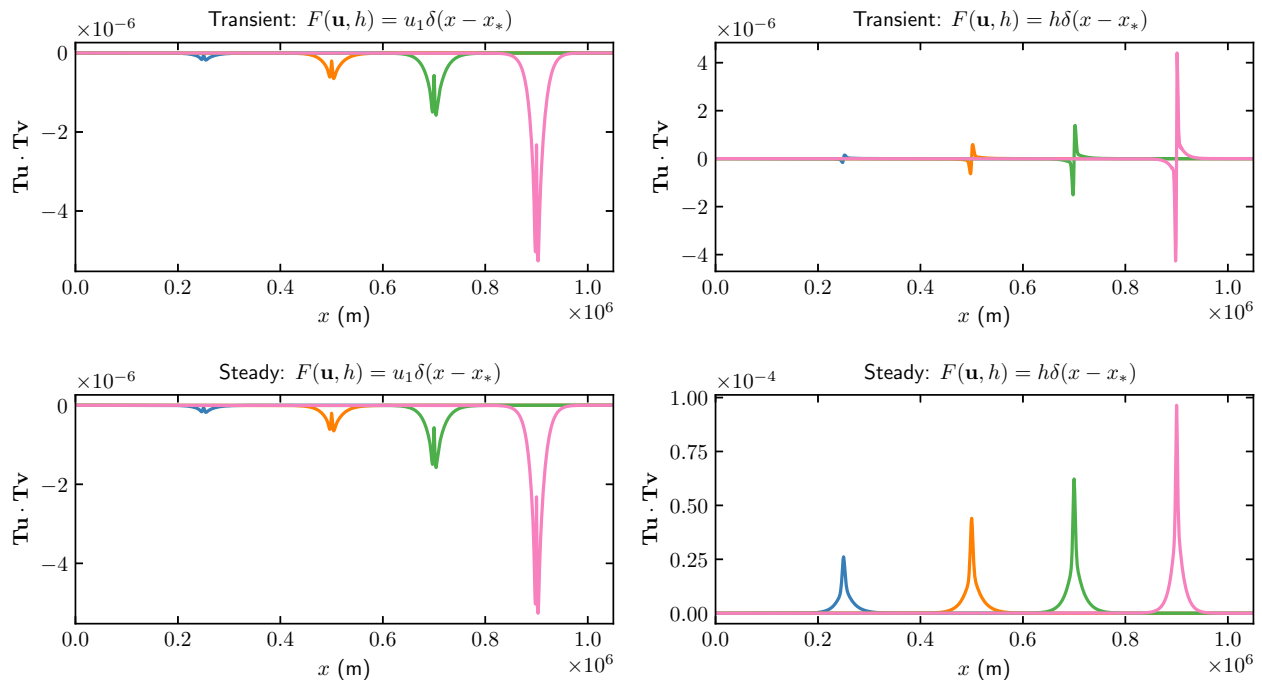 Transient: F(u, h) = u₁δ(x − x∗)
×10⁻⁶
0
−2
−4
Tu · Tv
0.0 0.2 0.4 0.6 0.8 1.0
×10⁶
x (m)
Transient: F(u, h) = hδ(x − x∗)
×10⁻⁶
4
2
0
−2
−4
Tu · Tv
0.0 0.2 0.4 0.6 0.8 1.0
×10⁶
x (m)
Steady: F(u, h) = u₁δ(x − x∗)
×10⁻⁶
0
−2
−4
Tu · Tv
0.0 0.2 0.4 0.6 0.8 1.0
×10⁶
x (m)
Steady: F(u, h) = hδ(x − x∗)
×10⁻⁴
1.00
0.75
0.50
0.25
0.00
Tu · Tv
0.0 0.2 0.4 0.6 0.8 1.0
×10⁶
x (m)